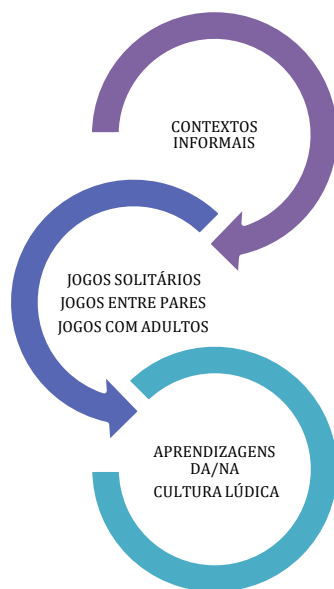 CONTEXTOS
INFORMAIS
JOGOS SOLITÁRIOS
JOGOS ENTRE PARES
JOGOS COM ADULTOS
APRENDIZAGENS
DA/NA
CULTURA LÚDICA